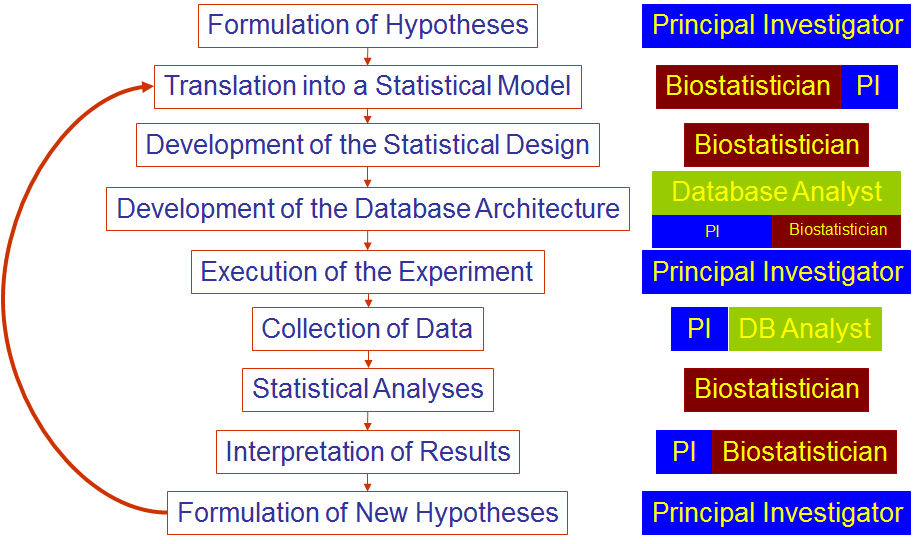 Formulation of Hypotheses
Principal Investigator
Translation into a Statistical Model
Biostatistician PI
Development of the Statistical Design
Biostatistician
Development of the Database Architecture
Database Analyst
PI Biostatistician
Execution of the Experiment
Principal Investigator
Collection of Data
PI DB Analyst
Statistical Analyses
Biostatistician
Interpretation of Results
PI Biostatistician
Formulation of New Hypotheses
Principal Investigator